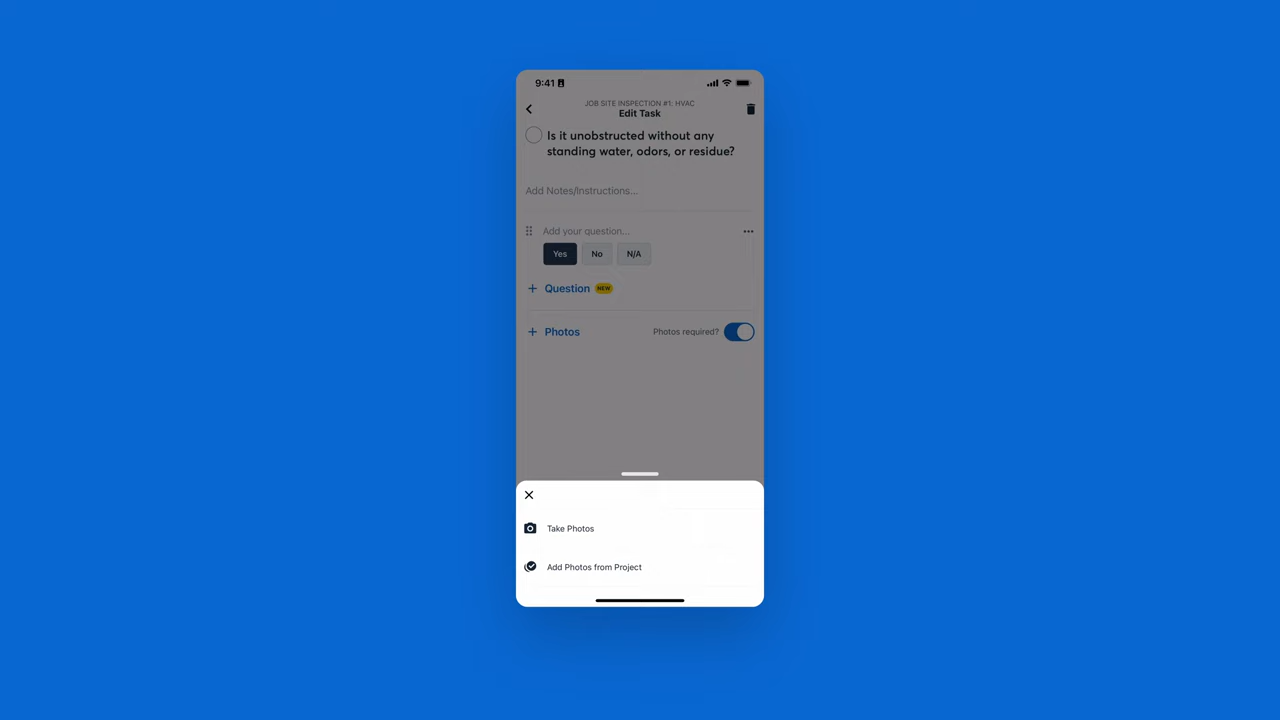 9:41
JOB SITE INSPECTION #1: HVAC
Edit Task
Is it unobstructed without any
standing water, odors, or residue?
Add Notes/Instructions...
Add your question...
Yes No N/A
+ Question NEW
+ Photos Photos required?
Take Photos
Add Photos from Project